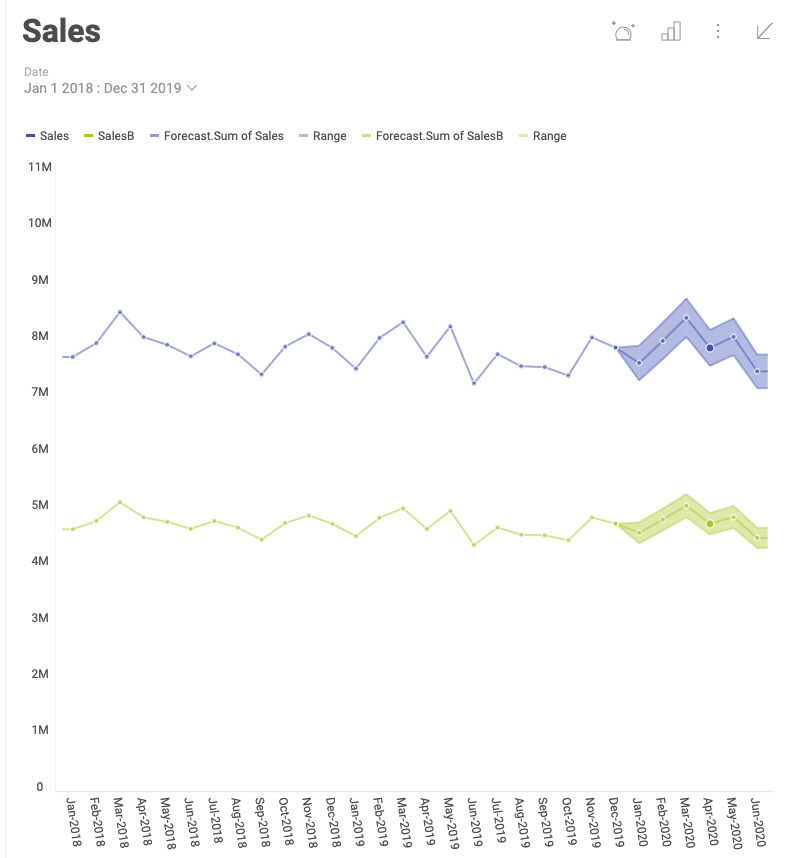 Sales
Date
Jan 1 2018 : Dec 31 2019
Sales SalesB Forecast.Sum of Sales Range Forecast.Sum of SalesB Range
11M
10M
9M
8M
7M
6M
5M
4M
3M
2M
1M
0
Jan-2018 Feb-2018 Mar-2018 Apr-2018 May-2018 Jun-2018 Jul-2018 Aug-2018 Sep-2018 Oct-2018 Nov-2018 Dec-2018 Jan-2019 Feb-2019 Mar-2019 Apr-2019 May-2019 Jun-2019 Jul-2019 Aug-2019 Sep-2019 Oct-2019 Nov-2019 Dec-2019 Jan-2020 Feb-2020 Mar-2020 Apr-2020 May-2020 Jun-2020